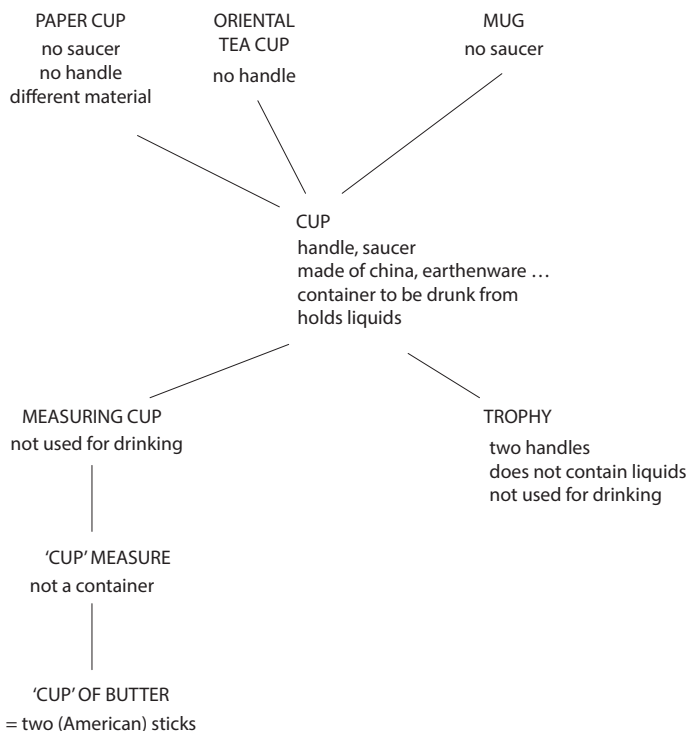 PAPER CUP
no saucer
no handle
different material
ORIENTAL
TEA CUP
no handle
MUG
no saucer
CUP
handle, saucer
made of china, earthenware …
container to be drunk from
holds liquids
MEASURING CUP
not used for drinking
TROPHY
two handles
does not contain liquids
not used for drinking
‘CUP’ MEASURE
not a container
‘CUP’ OF BUTTER
= two (American) sticks